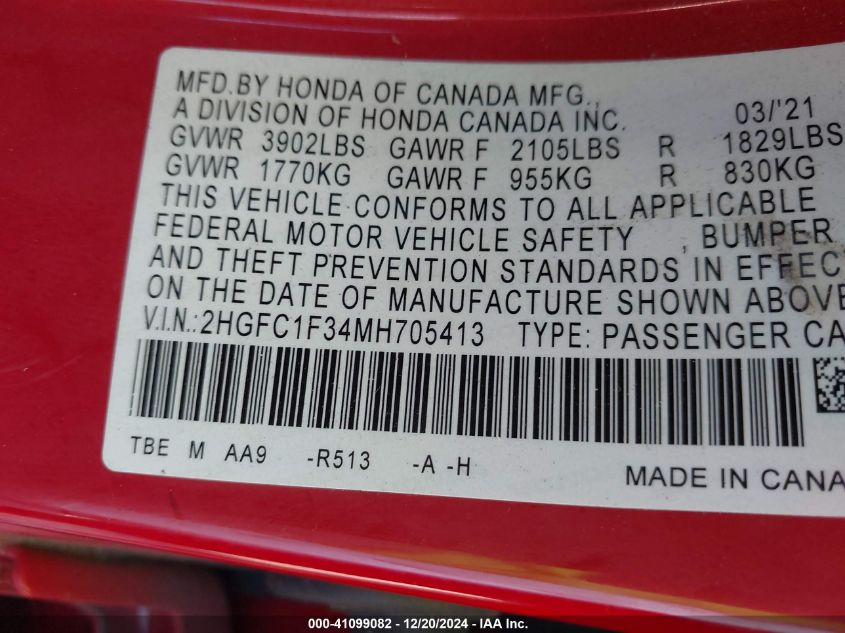 MFD.BY HONDA OF CANADA MFG.,
A DIVISION OF HONDA CANADA INC. 03/'21
GVWR 3902LBS GAWR F 2105LBS R 1829LBS
GVWR 1770KG GAWR F 955KG R 830KG
THIS VEHICLE CONFORMS TO ALL APPLICABLE
FEDERAL MOTOR VEHICLE SAFETY , BUMPER
AND THEFT PREVENTION STANDARDS IN EFFEC
ON THE DATE OF MANUFACTURE SHOWN ABOVE
V.I.N.:2HGFC1F34MH705413 TYPE: PASSENGER CA
TBE M AA9 -R513 -A -H
MADE IN CANA
000-41099082 / 12/20/2024 - IAA Inc.